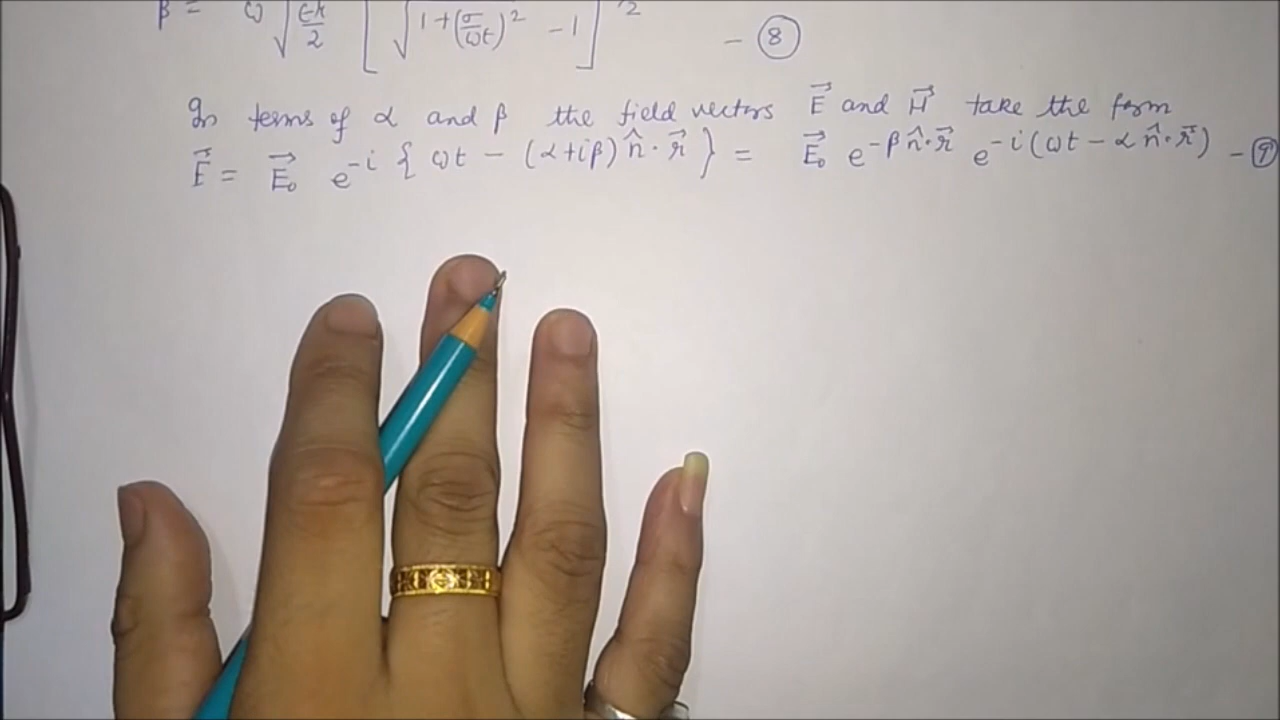 β = ω √(εμ/2) [ √(1+(σ/ωε)² - 1 ]^1/2 - ⑧
In terms of α and β the field vectors E⃗ and H⃗ take the form
E⃗ = E⃗₀ e^-i { ωt - (α+iβ) n̂ · r⃗ } = E⃗₀ e^-β n̂·r⃗ e^-i(ωt - α n̂·r⃗) - ⑨